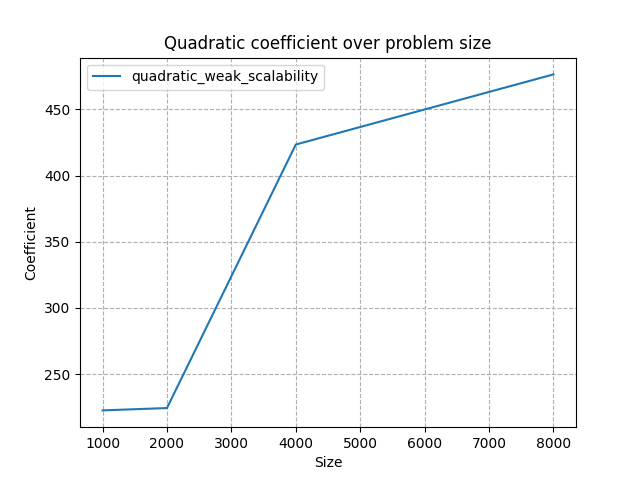 Quadratic coefficient over problem size
quadratic_weak_scalability
450
400
350
300
250
Coefficient
1000 2000 3000 4000 5000 6000 7000 8000
Size